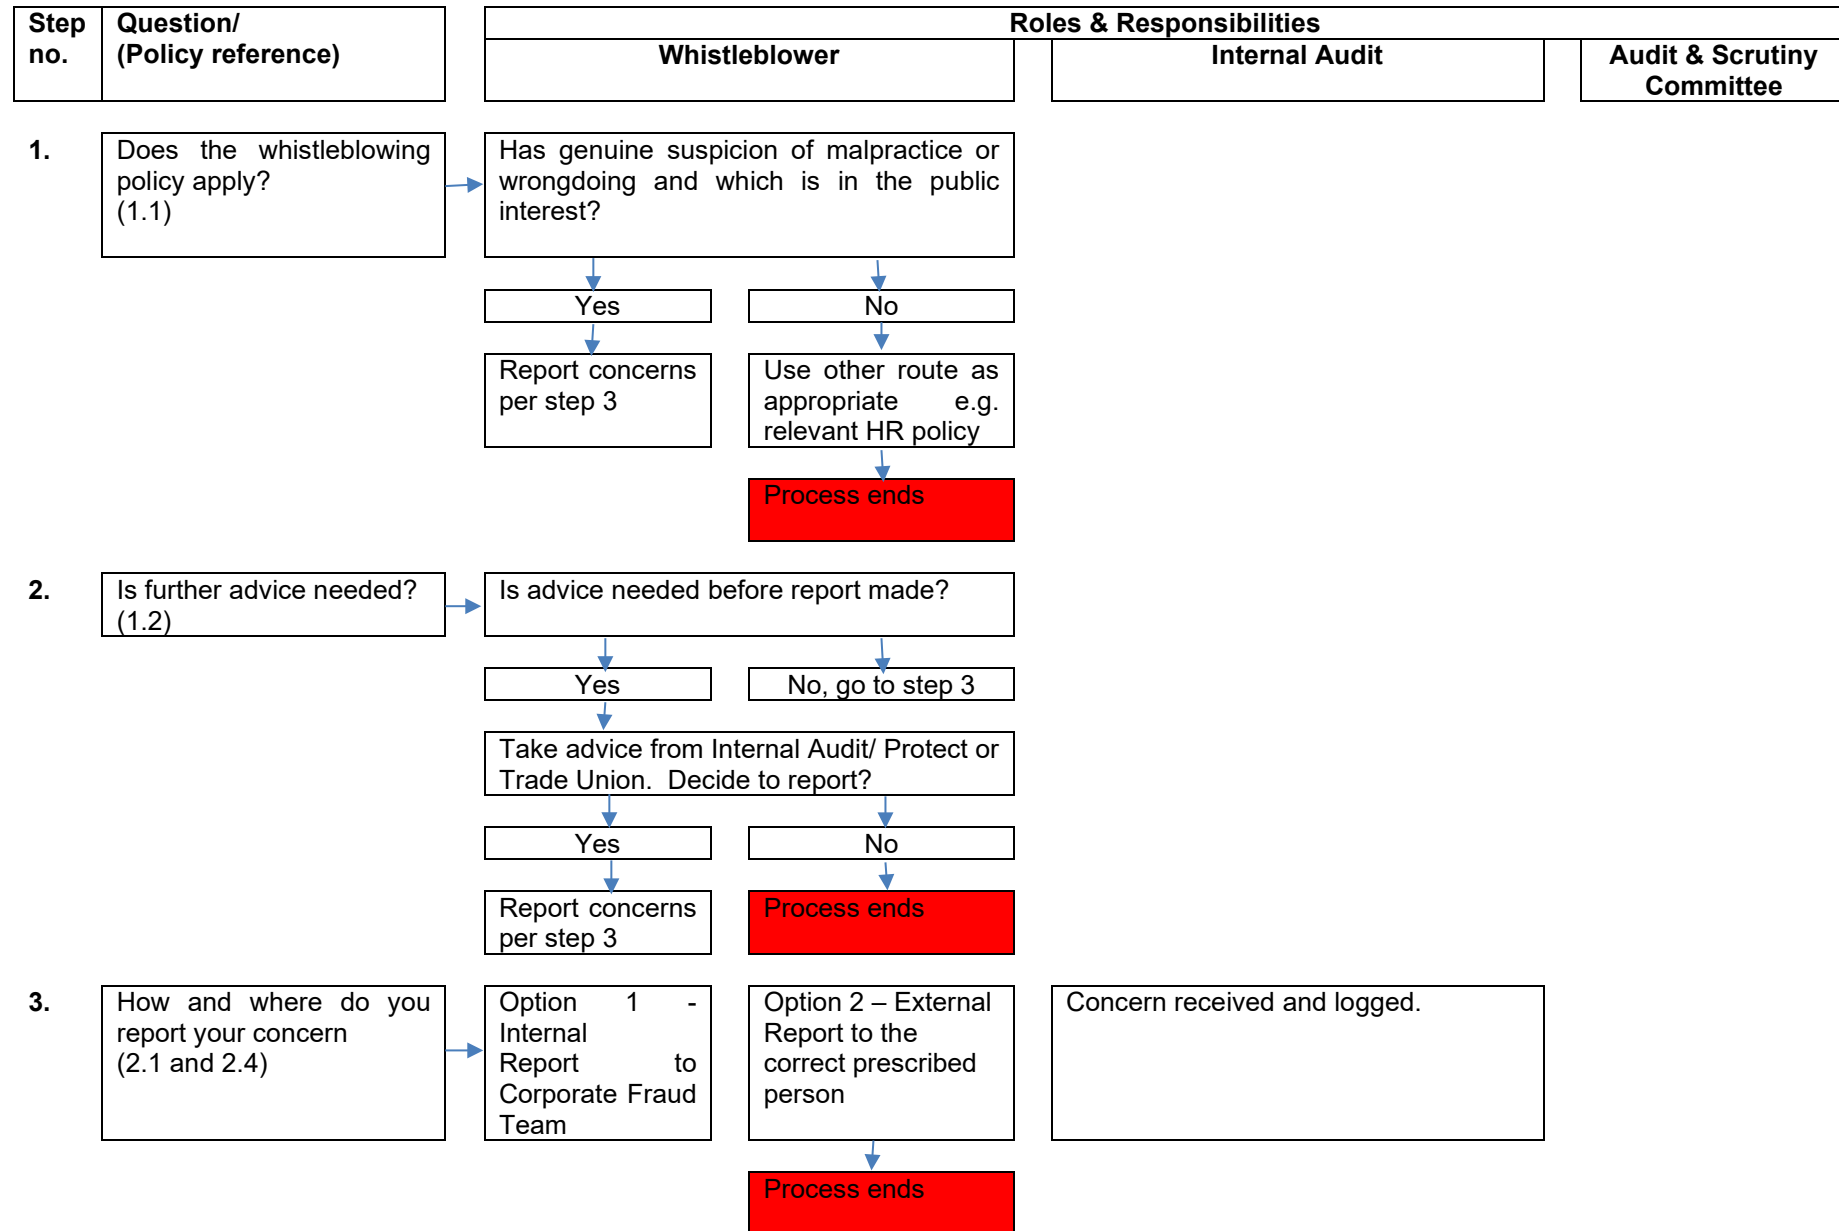 Step no.
Question/
(Policy reference)
Roles & Responsibilities
Whistleblower
Internal Audit
Audit & Scrutiny
Committee
1.
Does the whistleblowing
policy apply?
(1.1)
Has genuine suspicion of malpractice or
wrongdoing and which is in the public
interest?
Yes
No
Report concerns
per step 3
Use other route as
appropriate e.g.
relevant HR policy
Process ends
2.
Is further advice needed?
(1.2)
Is advice needed before report made?
Yes
No, go to step 3
Take advice from Internal Audit/ Protect or
Trade Union. Decide to report?
Yes
No
Report concerns
per step 3
Process ends
3.
How and where do you
report your concern
(2.1 and 2.4)
Option 1 -
Internal
Report to
Corporate Fraud
Team
Option 2 – External
Report to the
correct prescribed
person
Concern received and logged.
Process ends